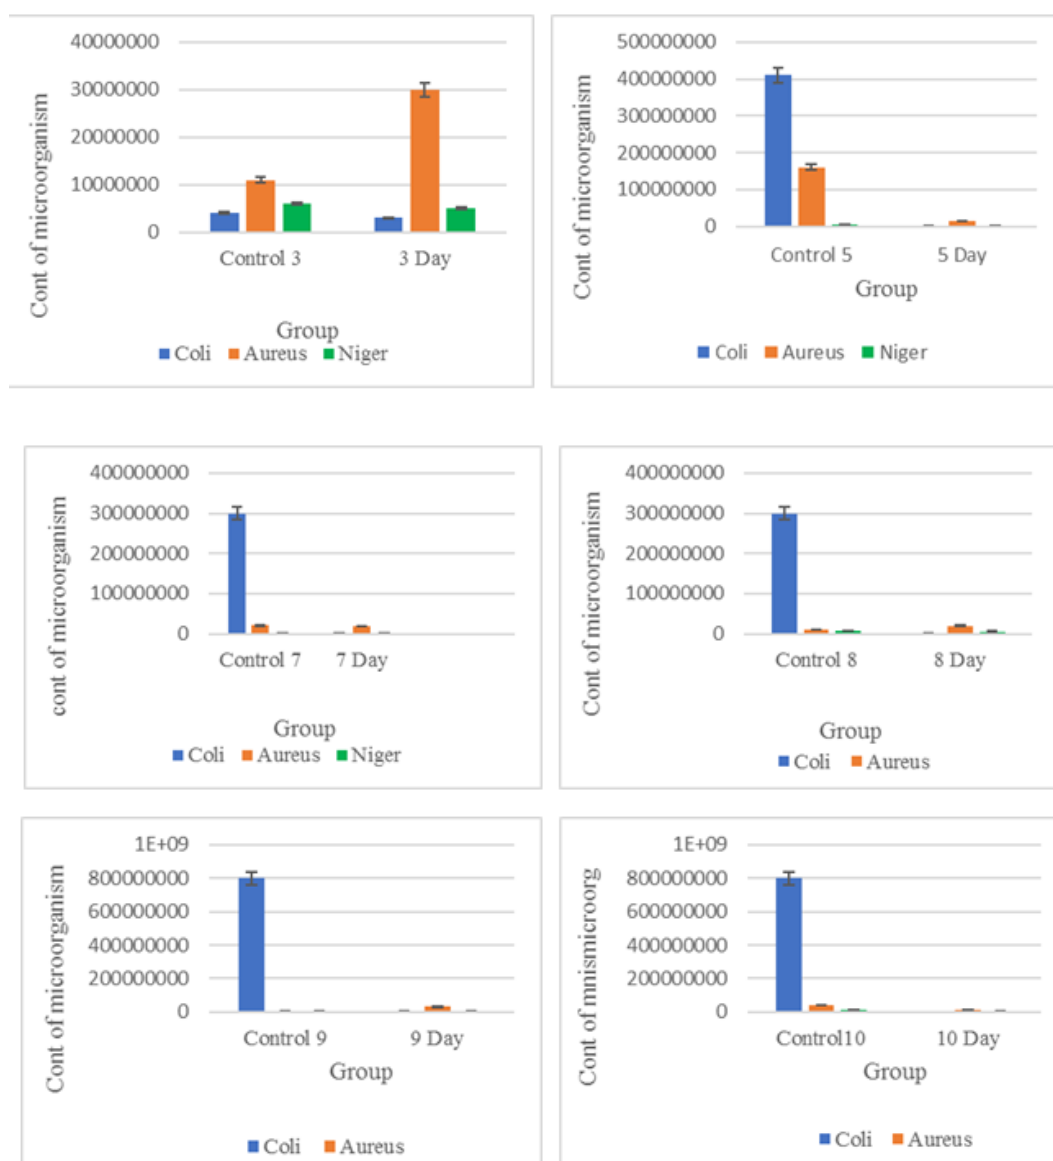 40000000
30000000
20000000
10000000
0
Cont of microorganism
Control 3 3 Day
Group
Coli Aureus Niger
500000000
400000000
300000000
200000000
100000000
0
Cont of microorganism
Control 5 5 Day
Group
Coli Aureus Niger
400000000
300000000
200000000
100000000
0
cont of microorganism
Control 7 7 Day
Group
Coli Aureus Niger
400000000
300000000
200000000
100000000
0
Cont of microorganism
Control 8 8 Day
Group
Coli Aureus
1E+09
800000000
600000000
400000000
200000000
0
Cont of microorganism
Control 9 9 Day
Group
Coli Aureus
1E+09
800000000
600000000
400000000
200000000
0
Cont of mnismicroorg
Control10 10 Day
Group
Coli Aureus